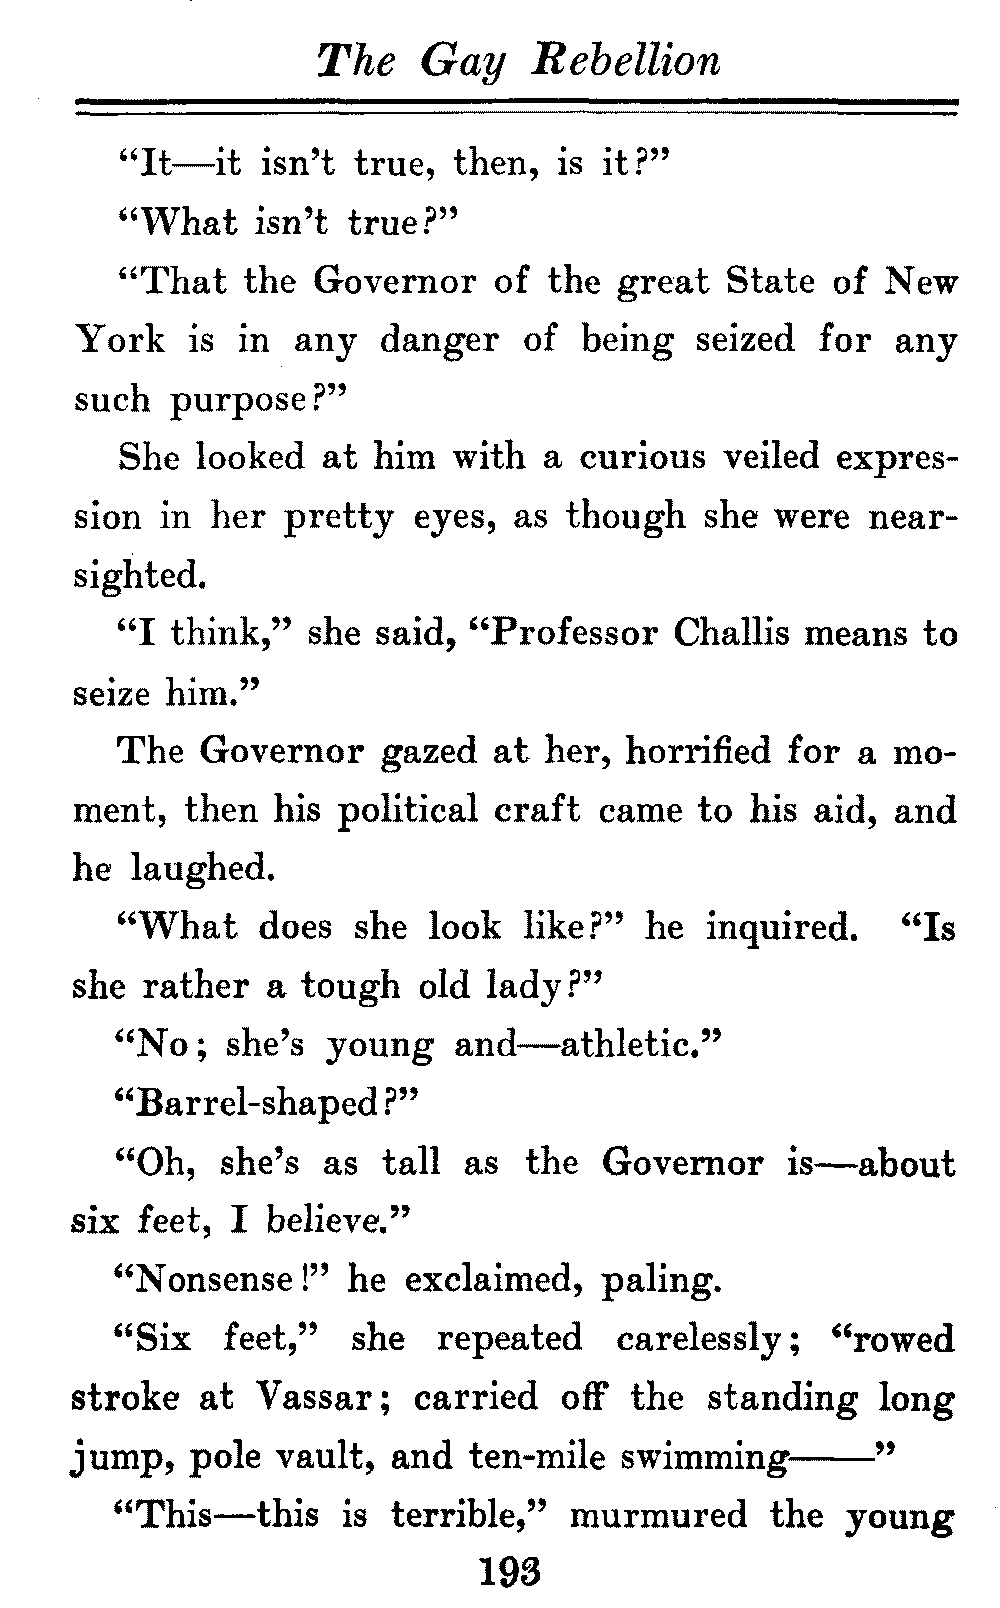 The Gay Rebellion
“It—it isn’t true, then, is it?”
“What isn’t true?”
“That the Governor of the great State of New
York is in any danger of being seized for any
such purpose?”
She looked at him with a curious veiled expres-
sion in her pretty eyes, as though she were near-
sighted.
“I think,” she said, “Professor Challis means to
seize him.”
The Governor gazed at her, horrified for a mo-
ment, then his political craft came to his aid, and
he laughed.
“What does she look like?” he inquired. “Is
she rather a tough old lady?”
“No; she’s young and—athletic.”
“Barrel-shaped?”
“Oh, she’s as tall as the Governor is—about
six feet, I believe.”
“Nonsense!” he exclaimed, paling.
“Six feet,” she repeated carelessly; “rowed
stroke at Vassar; carried off the standing long
jump, pole vault, and ten-mile swimming——”
“This—this is terrible,” murmured the young
193